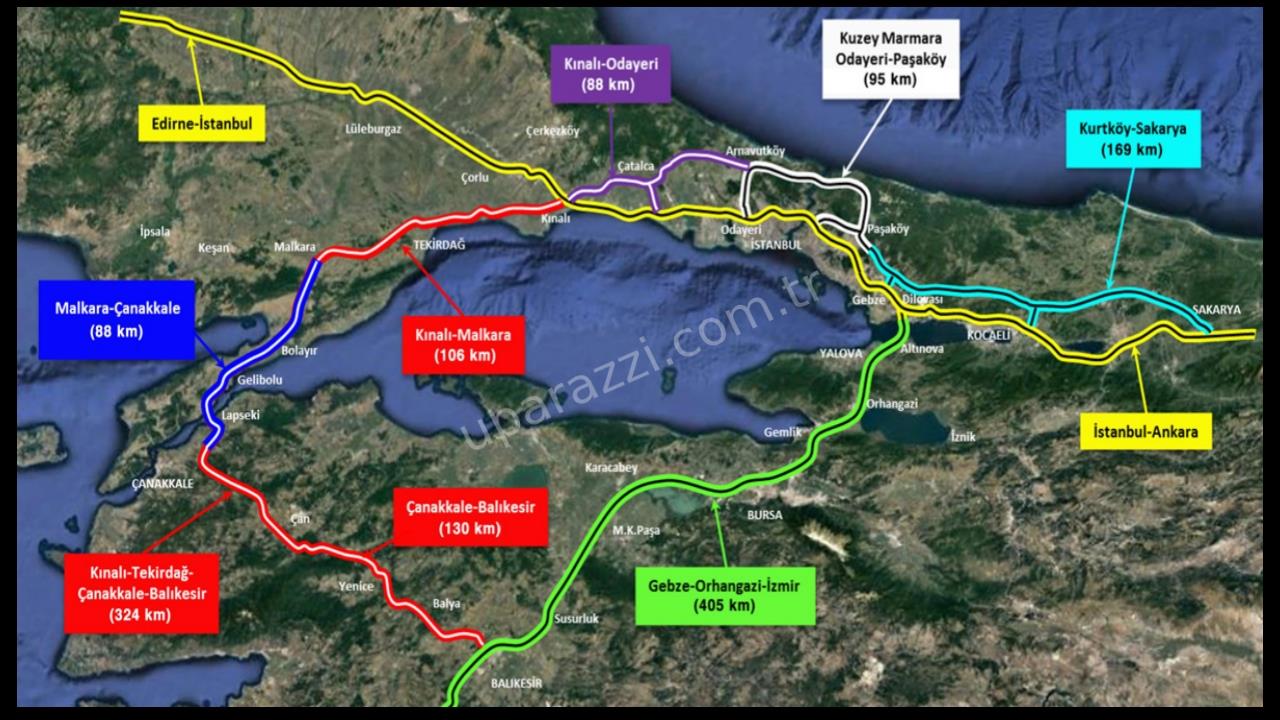 Kuzey Marmara
Odayeri-Paşaköy
(95 km)
Kınalı-Odayeri
(88 km)
Edirne-İstanbul
Kurtköy-Sakarya
(169 km)
Lüleburgaz
Çerkezköy
Arnavutköy
Çatalca
Çorlu
Kınalı
Odayeri
İSTANBUL
Paşaköy
İpsala
Keşan
Malkara
TEKİRDAĞ
Malkara-Çanakkale
(88 km)
Kınalı-Malkara
(106 km)
Gebze
Dilovası
SAKARYA
KOCAELİ
Bolayır
Gelibolu
Lapseki
YALOVA
Altınova
Orhangazi
Gemlik
İznik
İstanbul-Ankara
ubarazzi.com.tr
Karacabey
ÇANAKKALE
Çanakkale-Balıkesir
(130 km)
Çan
BURSA
M.K.Paşa
Kınalı-Tekirdağ-
Çanakkale-Balıkesir
(324 km)
Yenice
Balya
Gebze-Orhangazi-İzmir
(405 km)
Susurluk
BALIKESİR